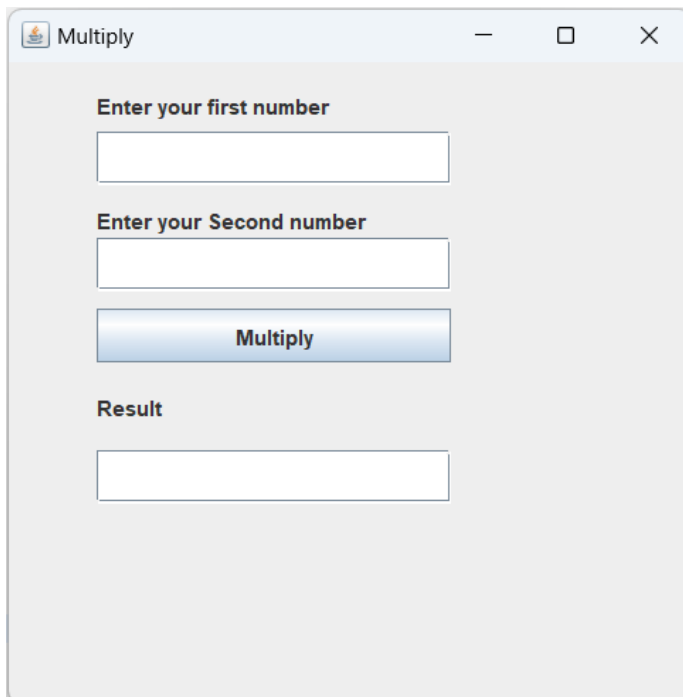 Multiply
Enter your first number
Enter your Second number
Multiply
Result